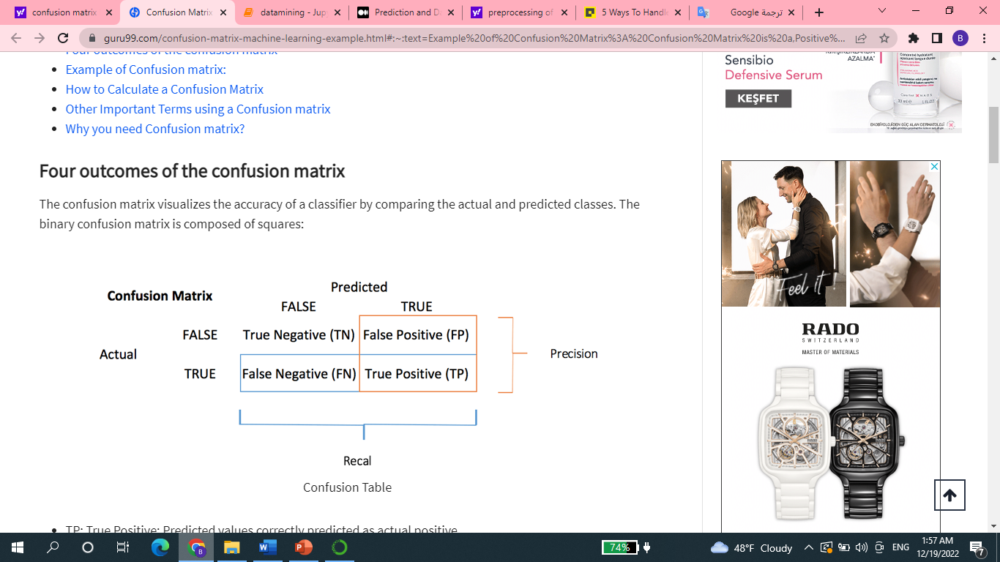 confusion matrix
Confusion Matrix
datamining - Jup
Prediction and D
preprocessing of
5 Ways To Handl
ترجمة Google
guru99.com/confusion-matrix-machine-learning-example.html#:~:text=Example%20of%20Confusion%20Matrix%3A%20Confusion%20Matrix%20is%20a,Positive%...
B
Four outcomes of the confusion matrix
Example of Confusion matrix:
How to Calculate a Confusion Matrix
Other Important Terms using a Confusion matrix
Why you need Confusion matrix?
Four outcomes of the confusion matrix
The confusion matrix visualizes the accuracy of a classifier by comparing the actual and predicted classes. The
binary confusion matrix is composed of squares:
Confusion Matrix
Predicted
FALSE TRUE
FALSE True Negative (TN) False Positive (FP)
Actual
Precision
TRUE False Negative (FN) True Positive (TP)
Recal
Confusion Table
TP: True Positive: Predicted values correctly predicted as actual positive
Sensibio
AZALMA*
Defensive Serum
KEŞFET
EKOBİYOLOJİDEN GÜÇ ALAN DERMATOLOJİ
Feel it!
RADO
SWITZERLAND
MASTER OF MATERIALS
74%
48°F Cloudy
ENG
1:57 AM
12/19/2022
7